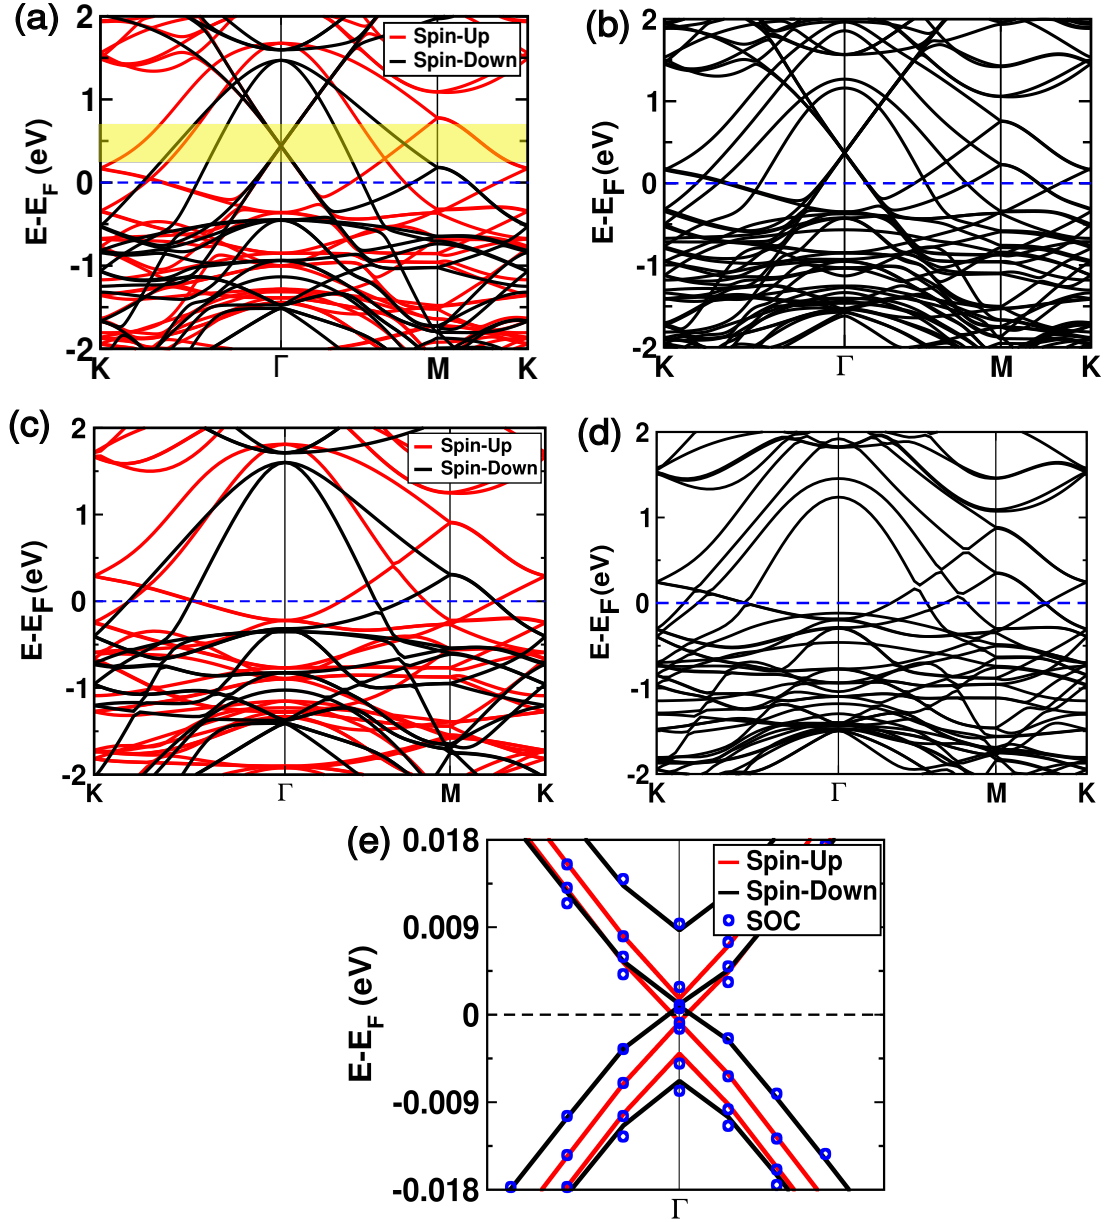 (a)
2
1
0
-1
-2
E-E_F (eV)
Spin-Up
Spin-Down
K Γ M K
(b)
2
1
0
-1
-2
E-E_F (eV)
K Γ M K
(c)
2
1
0
-1
-2
E-E_F (eV)
Spin-Up
Spin-Down
K Γ M K
(d)
2
1
0
-1
-2
E-E_F (eV)
K Γ M K
(e)
0.018
0.009
0
-0.009
-0.018
E-E_F (eV)
Spin-Up
Spin-Down
SOC
Γ